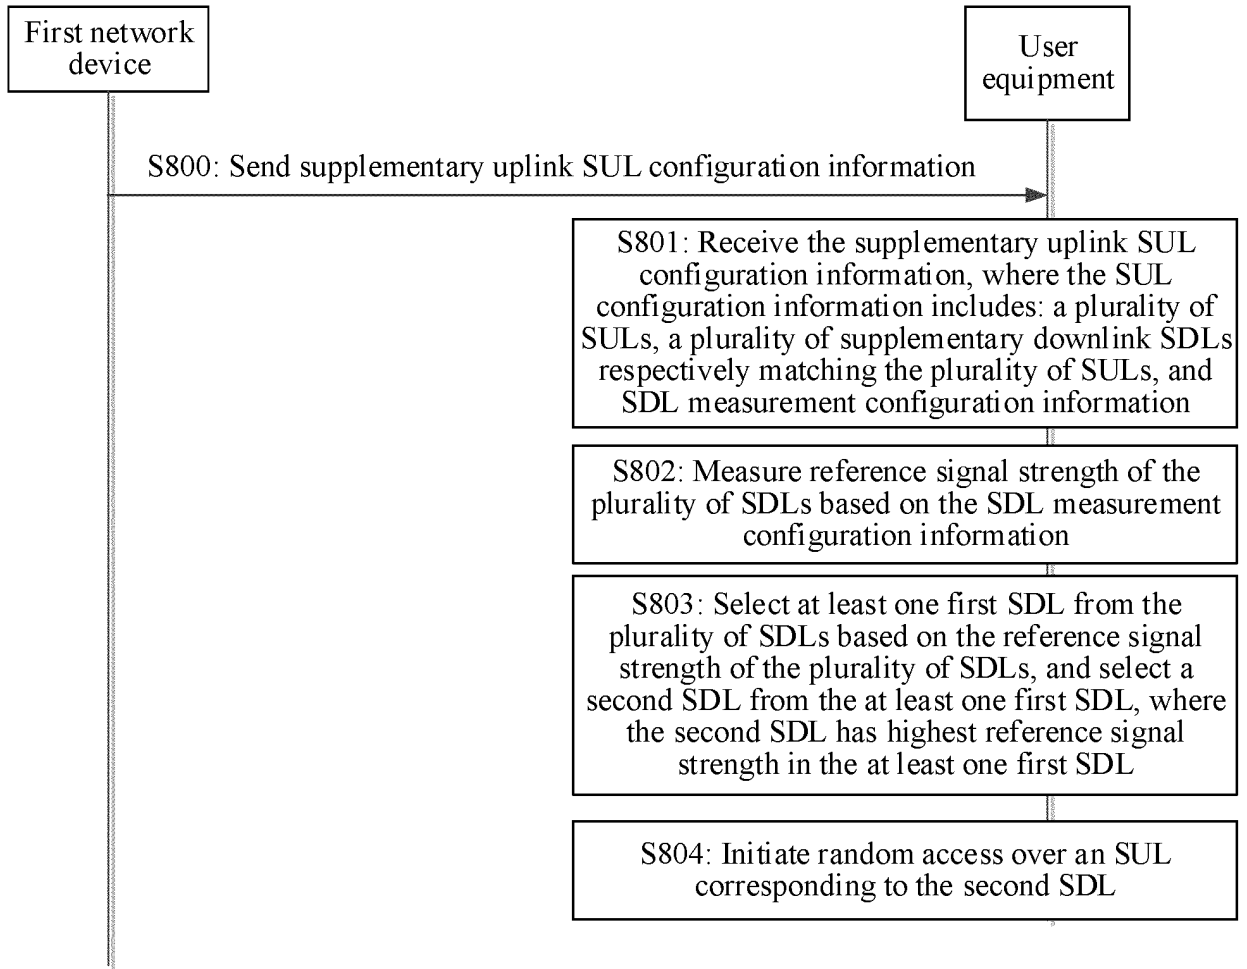 First network
device
User
equipment
S800: Send supplementary uplink SUL configuration information
S801: Receive the supplementary uplink SUL
configuration information, where the SUL
configuration information includes: a plurality of
SULs, a plurality of supplementary downlink SDLs
respectively matching the plurality of SULs, and
SDL measurement configuration information
S802: Measure reference signal strength of the
plurality of SDLs based on the SDL measurement
configuration information
S803: Select at least one first SDL from the
plurality of SDLs based on the reference signal
strength of the plurality of SDLs, and select a
second SDL from the at least one first SDL, where
the second SDL has highest reference signal
strength in the at least one first SDL
S804: Initiate random access over an SUL
corresponding to the second SDL